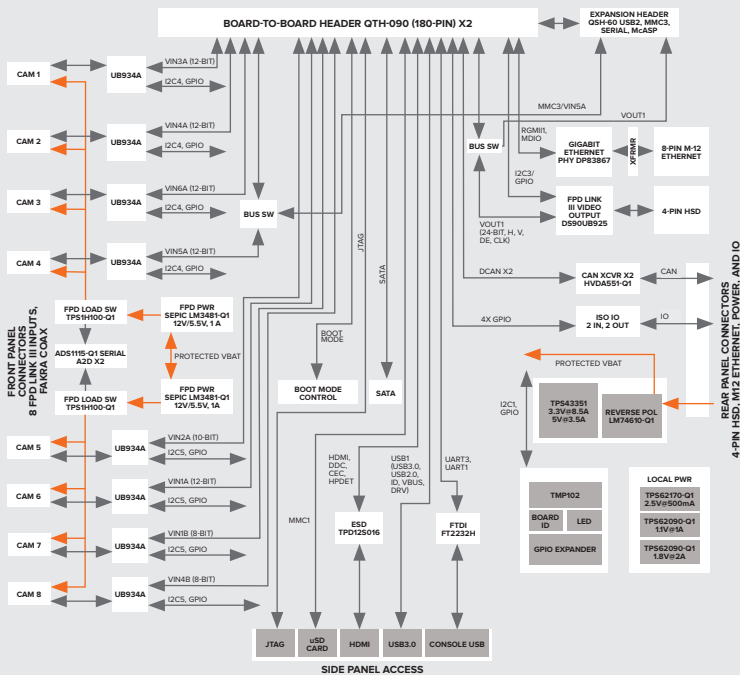 BOARD-TO-BOARD HEADER QTH-090 (180-PIN) X2
EXPANSION HEADER
QSH-60 USB2, MMC3,
SERIAL, McASP
CAM 1
UB934A
VIN3A (12-BIT)
I2C4, GPIO
CAM 2
UB934A
VIN4A (12-BIT)
I2C4, GPIO
CAM 3
UB934A
VIN6A (12-BIT)
I2C4, GPIO
CAM 4
UB934A
VIN5A (12-BIT)
I2C4, GPIO
BUS SW
MMC3/VIN5A
VOUT1
BUS SW
RGMII1,
MDIO
GIGABIT
ETHERNET
PHY DP83867
XFRMR
8-PIN M-12
ETHERNET
I2C3/
GPIO
FPD LINK
III VIDEO
OUTPUT
DS90UB925
4-PIN HSD
VOUT1
(24-BIT, H, V,
DE, CLK)
JTAG
SATA
DCAN X2
CAN XCVR X2
HVDA551-Q1
CAN
4X GPIO
ISO IO
2 IN, 2 OUT
IO
REAR PANEL CONNECTORS
4-PIN HSD, M12 ETHERNET, POWER, AND IO
FRONT PANEL
CONNECTORS
8 FPD LINK III INPUTS,
FAKRA COAX
FPD LOAD SW
TPS1H100-Q1
FPD PWR
SEPIC LM3481-Q1
12V/5.5V, 1 A
ADS1115-Q1 SERIAL
A2D X2
PROTECTED VBAT
FPD LOAD SW
TPS1H100-Q1
FPD PWR
SEPIC LM3481-Q1
12V/5.5V, 1A
BOOT
MODE
BOOT MODE
CONTROL
SATA
PROTECTED VBAT
I2C1,
GPIO
TPS43351
3.3V@8.5A
5V@3.5A
REVERSE POL
LM74610-Q1
CAM 5
UB934A
VIN2A (10-BIT)
I2C5, GPIO
CAM 6
UB934A
VIN1A (12-BIT)
I2C5, GPIO
CAM 7
UB934A
VIN1B (8-BIT)
I2C5, GPIO
CAM 8
UB934A
VIN4B (8-BIT)
I2C5, GPIO
MMC1
HDMI,
DDC,
CEC,
HPDET
USB1
(USB3.0,
USB2.0,
ID, VBUS,
DRV)
UART3,
UART1
ESD
TPD12S016
FTDI
FT2232H
TMP102
BOARD
ID
LED
GPIO EXPANDER
LOCAL PWR
TPS62170-Q1
2.5V@500mA
TPS62090-Q1
1.1V@1A
TPS62090-Q1
1.8V@2A
JTAG
uSD
CARD
HDMI
USB3.0
CONSOLE USB
SIDE PANEL ACCESS